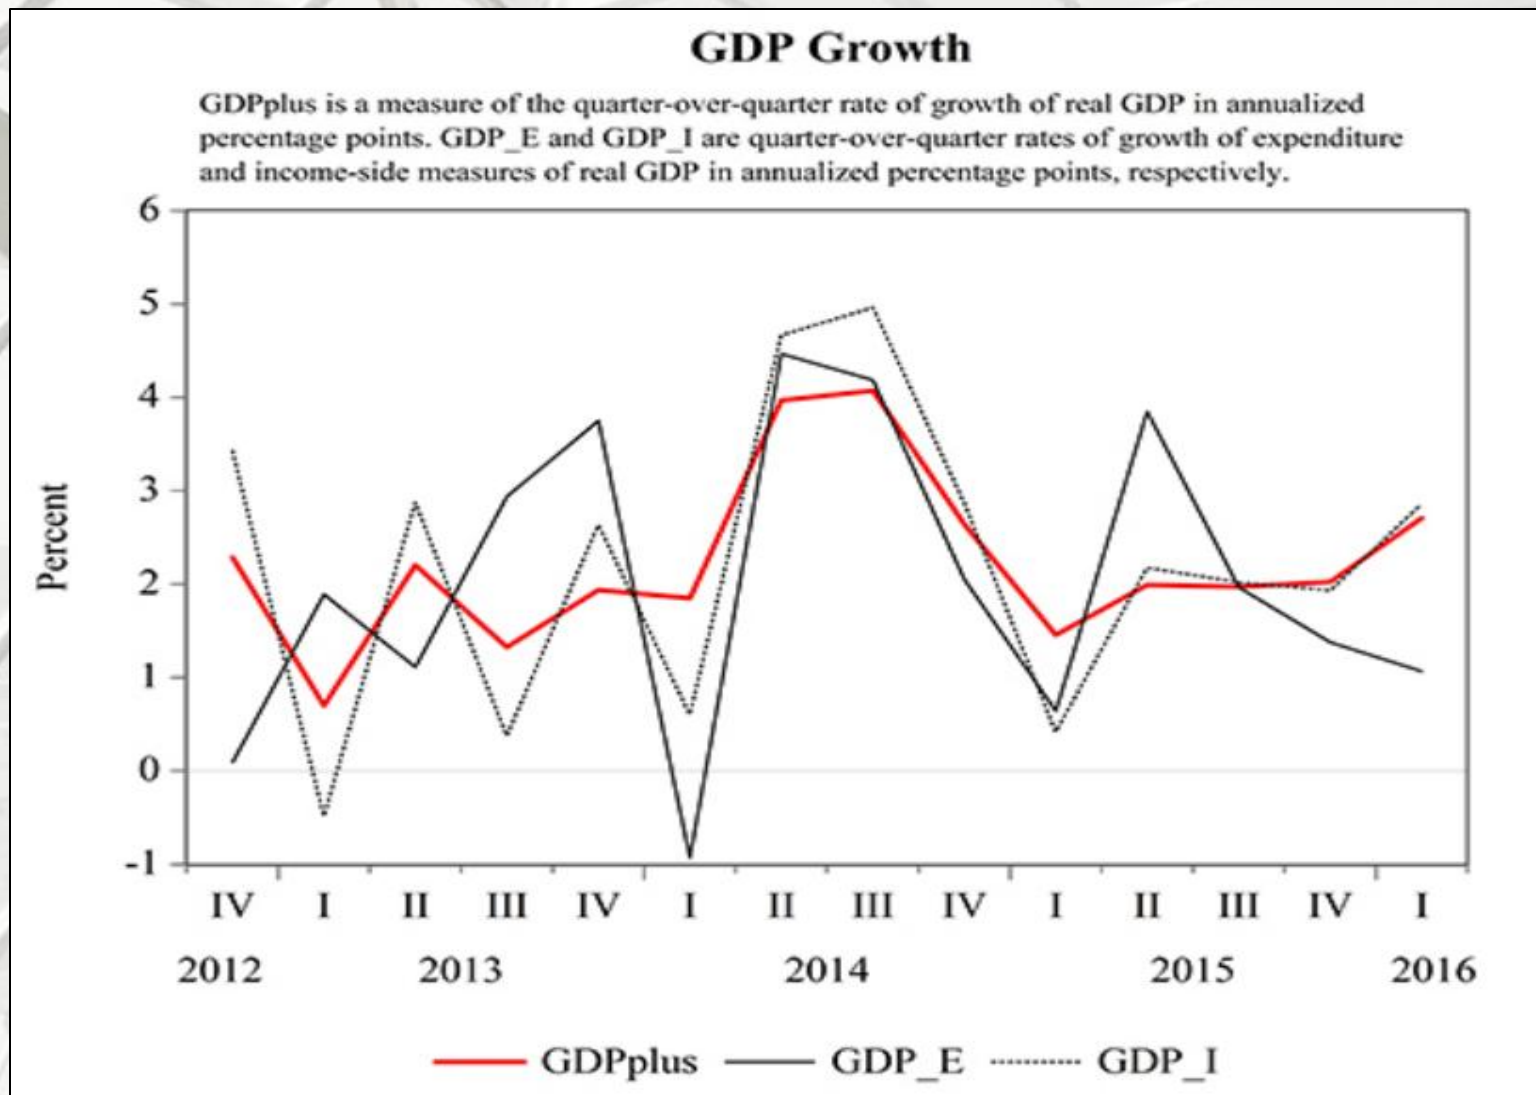 GDP Growth
GDPplus is a measure of the quarter-over-quarter rate of growth of real GDP in annualized
percentage points. GDP_E and GDP_I are quarter-over-quarter rates of growth of expenditure
and income-side measures of real GDP in annualized percentage points, respectively.
6
5
4
3
2
1
0
-1
Percent
IV I II III IV I II III IV I II III IV I
2012 2013 2014 2015 2016
GDPplus GDP_E GDP_I